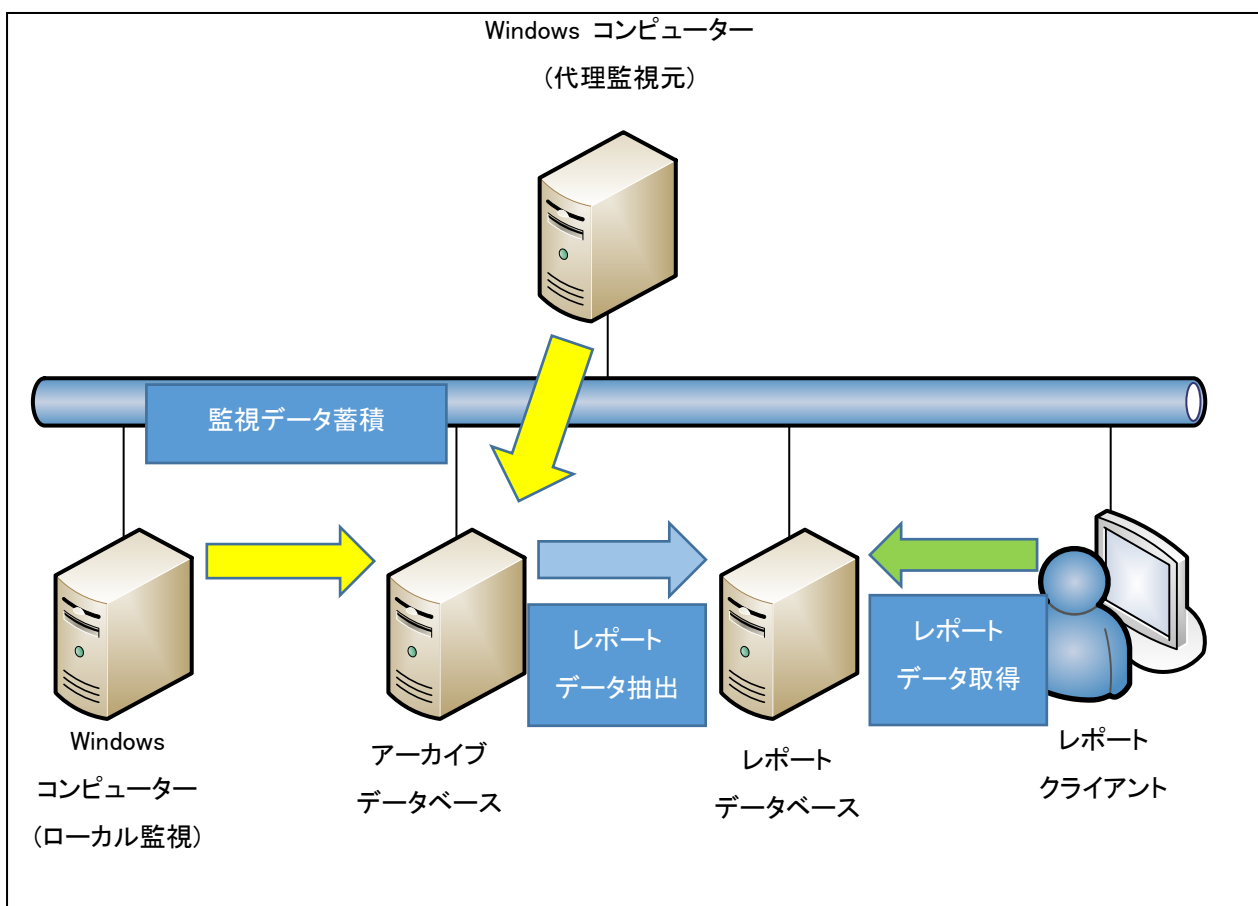 Windows コンピューター
(代理監視元)
監視データ蓄積
レポート
データ抽出
レポート
データ取得
Windows
コンピューター
(ローカル監視)
アーカイブ
データベース
レポート
データベース
レポート
クライアント